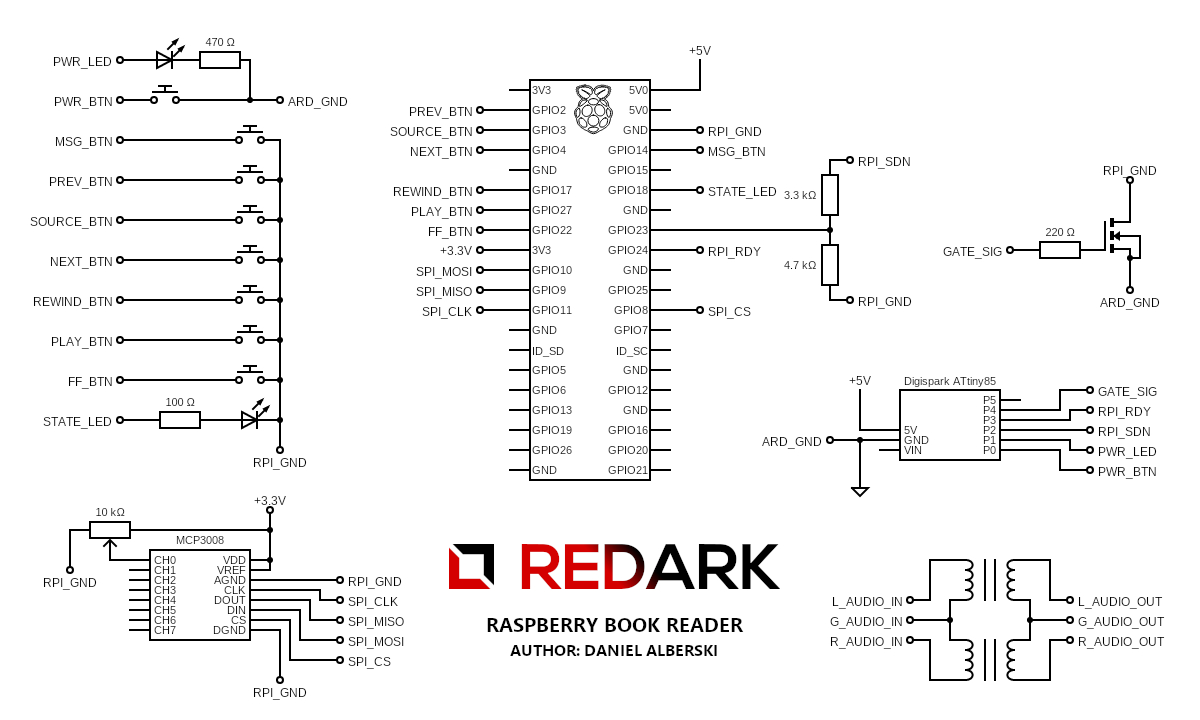 470 Ω
PWR_LED
PWR_BTN
ARD_GND
MSG_BTN
PREV_BTN
SOURCE_BTN
NEXT_BTN
REWIND_BTN
PLAY_BTN
FF_BTN
100 Ω
STATE_LED
RPI_GND
+5V
3V3 5V0
PREV_BTN GPIO2 5V0
SOURCE_BTN GPIO3 GND RPI_GND
NEXT_BTN GPIO4 GPIO14 MSG_BTN
GND GPIO15
REWIND_BTN GPIO17 GPIO18 STATE_LED
PLAY_BTN GPIO27 GND
FF_BTN GPIO22 GPIO23
+3.3V 3V3 GPIO24 RPI_RDY
SPI_MOSI GPIO10 GND
SPI_MISO GPIO9 GPIO25
SPI_CLK GPIO11 GPIO8 SPI_CS
GND GPIO7
ID_SD ID_SC
GPIO5 GND
GPIO6 GPIO12
GPIO13 GND
GPIO19 GPIO16
GPIO26 GPIO20
GND GPIO21
RPI_SDN
3.3 kΩ
4.7 kΩ
RPI_GND
RPI_GND
220 Ω
GATE_SIG
ARD_GND
+5V
Digispark ATtiny85
P5
P4 GATE_SIG
P3 RPI_RDY
5V P2 RPI_SDN
ARD_GND GND P1 PWR_LED
VIN P0 PWR_BTN
+3.3V
10 kΩ
MCP3008
RPI_GND
CH0 VDD
CH1 VREF
CH2 AGND RPI_GND
CH3 CLK SPI_CLK
CH4 DOUT SPI_MISO
CH5 DIN SPI_MOSI
CH6 CS SPI_CS
CH7 DGND
RPI_GND
REDARK
RASPBERRY BOOK READER
AUTHOR: DANIEL ALBERSKI
L_AUDIO_IN L_AUDIO_OUT
G_AUDIO_IN G_AUDIO_OUT
R_AUDIO_IN R_AUDIO_OUT